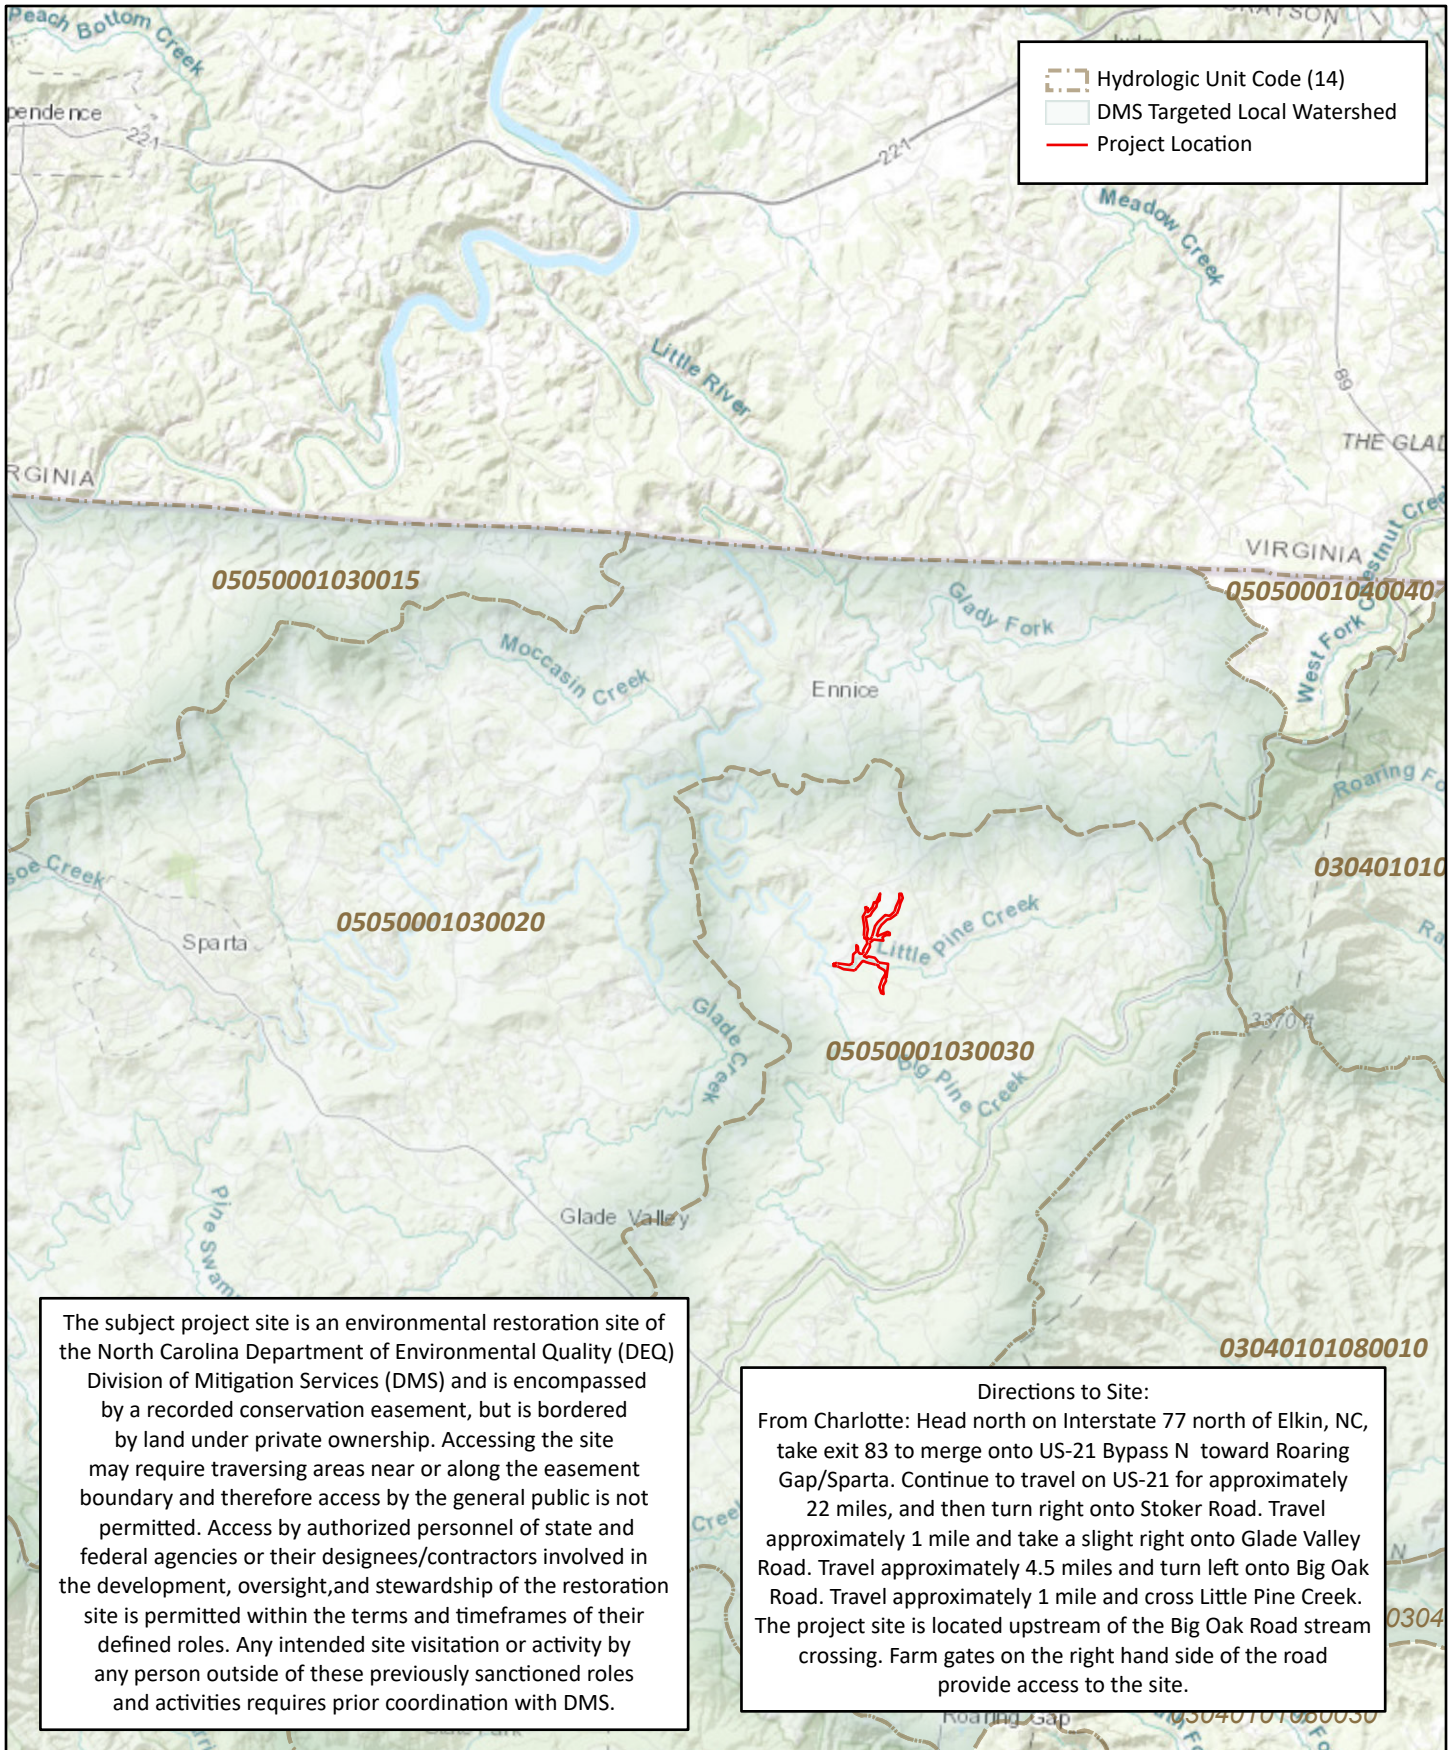 Peach Bottom Creek
GRAYSON
Hydrologic Unit Code (14)
DMS Targeted Local Watershed
Project Location
pendence
221
221
Meadow Creek
Little River
89
THE GLAD
RGINIA
VIRGINIA
West Fork Chestnut Creek
05050001030015
05050001040040
Glady Fork
Moccasin Creek
Ennice
Roaring Fo
030401010
soe Creek
05050001030020
Sparta
Little Pine Creek
Ra
Glade Creek
3370 ft
05050001030030
Big Pine Creek
Pine Swamp
Glade Valley
03040101080010
The subject project site is an environmental restoration site of
the North Carolina Department of Environmental Quality (DEQ)
Division of Mitigation Services (DMS) and is encompassed
by a recorded conservation easement, but is bordered
by land under private ownership. Accessing the site
may require traversing areas near or along the easement
boundary and therefore access by the general public is not
permitted. Access by authorized personnel of state and
federal agencies or their designees/contractors involved in
the development, oversight,and stewardship of the restoration
site is permitted within the terms and timeframes of their
defined roles. Any intended site visitation or activity by
any person outside of these previously sanctioned roles
and activities requires prior coordination with DMS.
Directions to Site:
From Charlotte: Head north on Interstate 77 north of Elkin, NC,
take exit 83 to merge onto US-21 Bypass N toward Roaring
Gap/Sparta. Continue to travel on US-21 for approximately
22 miles, and then turn right onto Stoker Road. Travel
approximately 1 mile and take a slight right onto Glade Valley
Road. Travel approximately 4.5 miles and turn left onto Big Oak
Road. Travel approximately 1 mile and cross Little Pine Creek.
The project site is located upstream of the Big Oak Road stream
crossing. Farm gates on the right hand side of the road
provide access to the site.
Creek
N
0304
Roaring Gap
03040101080030